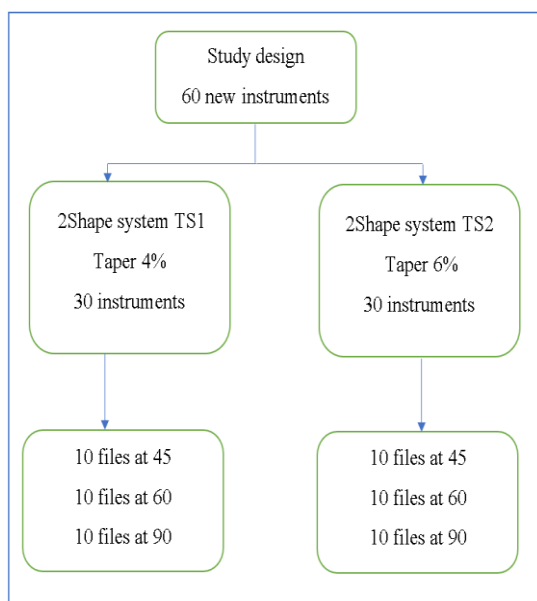 Study design
60 new instruments
2Shape system TS1
Taper 4%
30 instruments
2Shape system TS2
Taper 6%
30 instruments
10 files at 45
10 files at 60
10 files at 90
10 files at 45
10 files at 60
10 files at 90